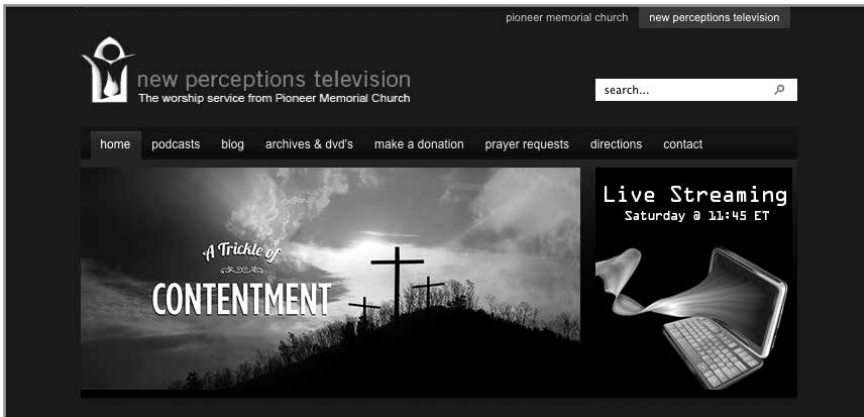 pioneer memorial church new perceptions television
new perceptions television
The worship service from Pioneer Memorial Church
search...
home podcasts blog archives & dvd's make a donation prayer requests directions contact
A Trickle of
CONTENTMENT
Live Streaming
Saturday @ 11:45 ET